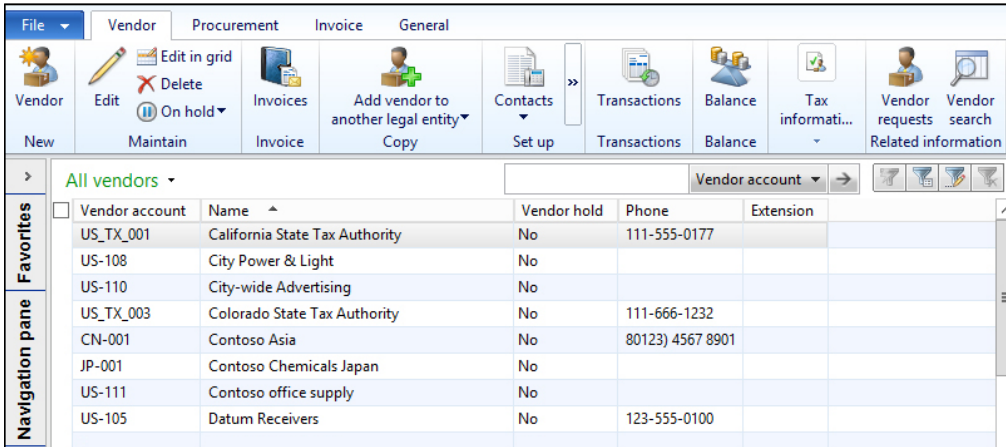 File Vendor Procurement Invoice General
Vendor
New
Edit
Edit in grid
Delete
On hold
Maintain
Invoices
Invoice
Add vendor to
another legal entity
Copy
Contacts
»
Set up
Transactions
Transactions
Balance
Balance
Tax
informati...
Vendor
requests
Vendor
search
Related information
>
Favorites
Navigation pane
All vendors
Vendor account
Vendor account Name Vendor hold Phone Extension
US_TX_001 California State Tax Authority No 111-555-0177
US-108 City Power & Light No
US-110 City-wide Advertising No
US_TX_003 Colorado State Tax Authority No 111-666-1232
CN-001 Contoso Asia No 80123) 4567 8901
JP-001 Contoso Chemicals Japan No
US-111 Contoso office supply No
US-105 Datum Receivers No 123-555-0100